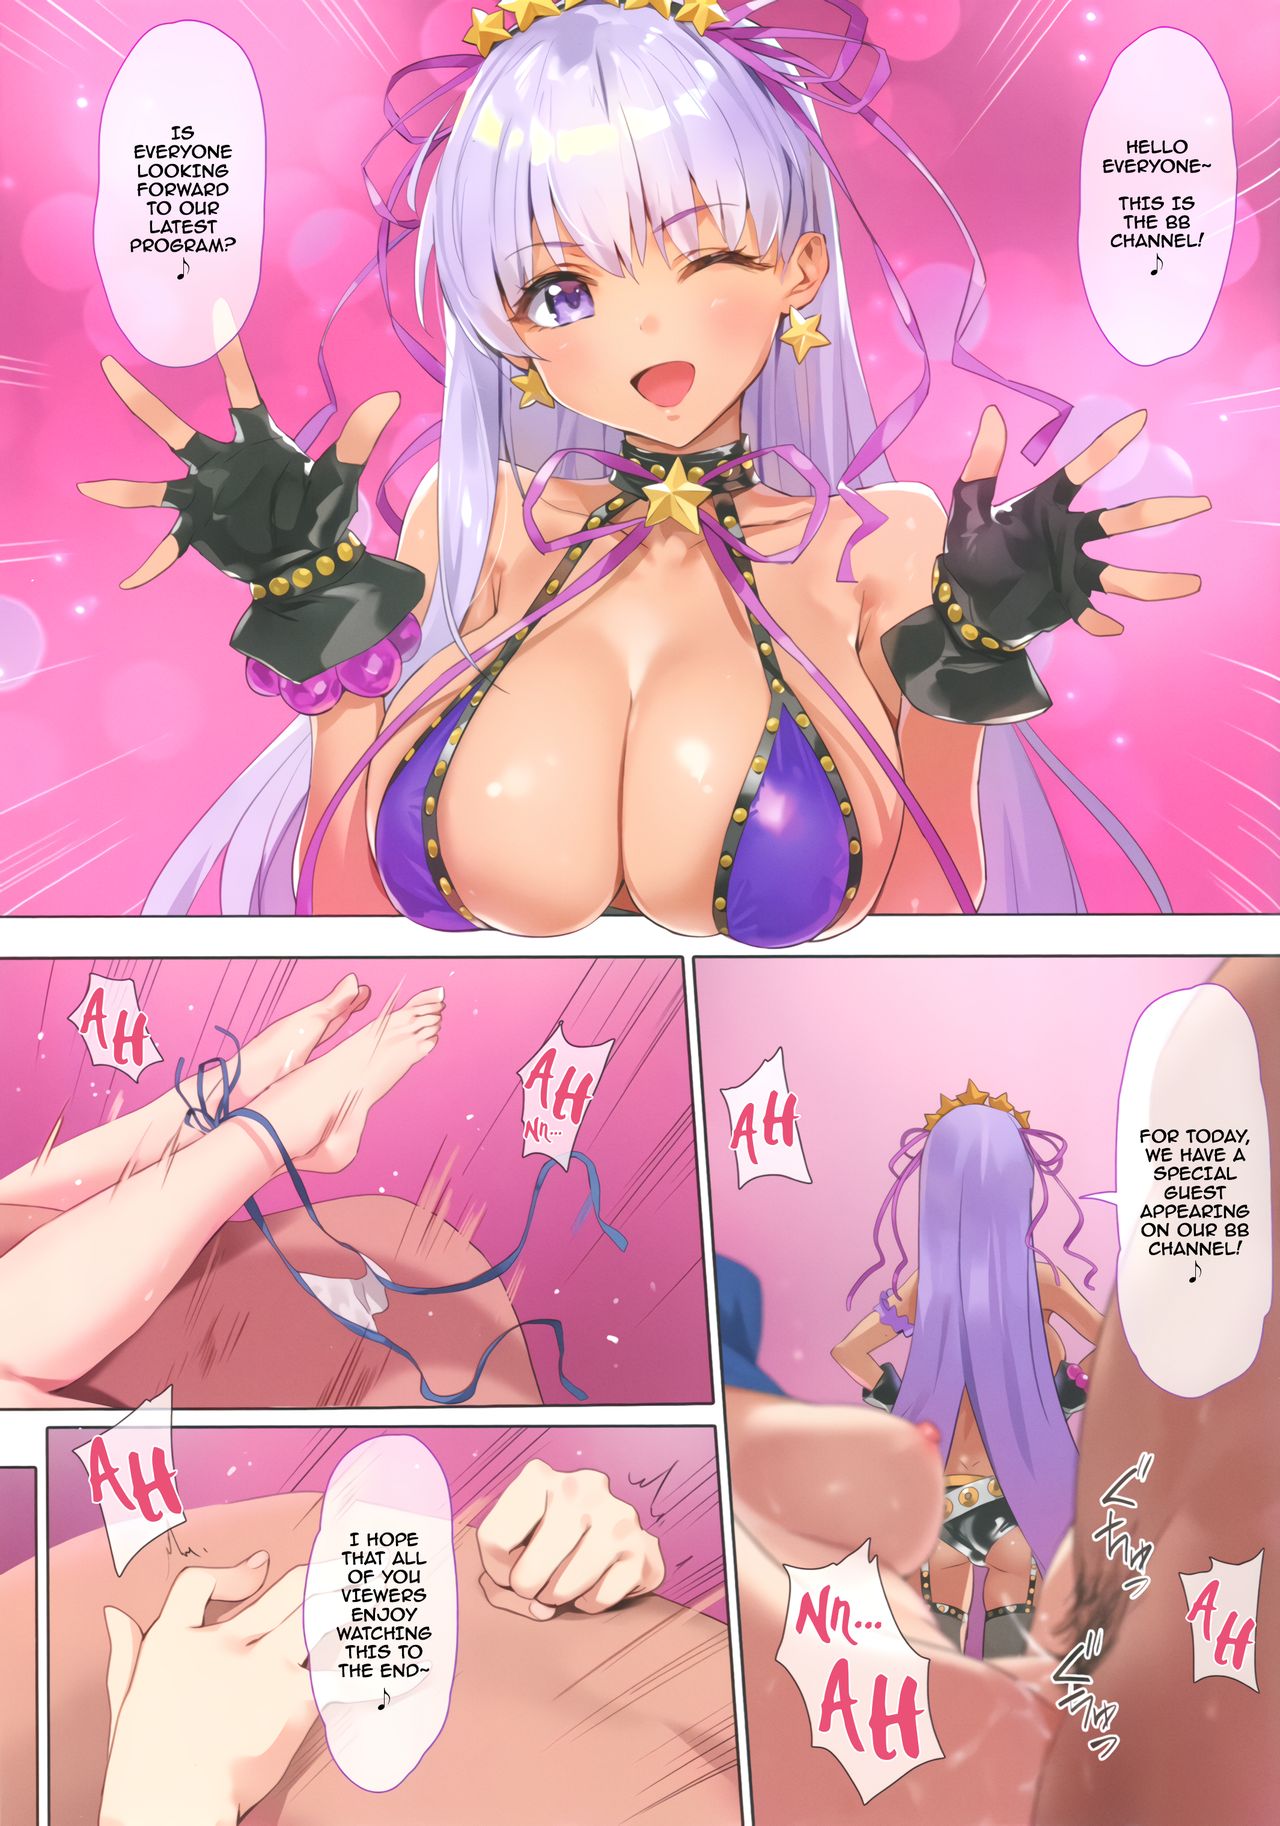 HELLO
EVERYONE~
THIS IS
THE BB
CHANNEL!
♪
IS
EVERYONE
LOOKING
FORWARD
TO OUR
LATEST
PROGRAM?
♪
FOR TODAY,
WE HAVE A
SPECIAL
GUEST
APPEARING
ON OUR BB
CHANNEL!
♪
AH
ぐちゅっ
ぐちゅっ
AH
Nn...
AH
AH
Nn...
AH
AH
I HOPE
THAT ALL
OF YOU
VIEWERS
ENJOY
WATCHING
THIS TO
THE END~
♪
AH